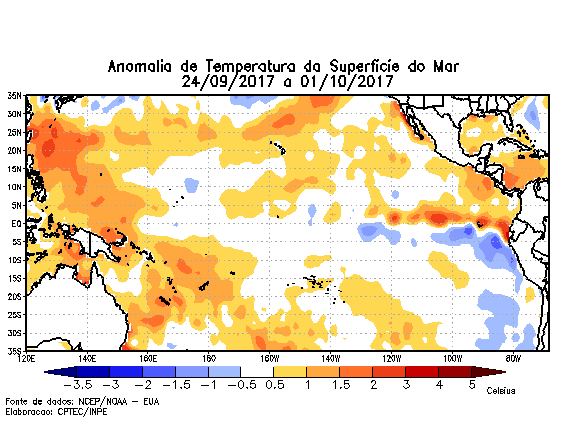 Anomalia de Temperatura da Superfície do Mar
24/09/2017 a 01/10/2017
35N
30N
25N
20N
15N
10N
5N
EQ
5S
10S
15S
20S
25S
30S
35S
120E 140E 160E 180 160W 140W 120W 100W 80W
-3.5 -3 -2 -1.5 -1 -0.5 0.5 1 1.5 2 3 4 5
Celsius
Fonte de dados: NCEP/NOAA - EUA
Elaboracao: CPTEC/INPE